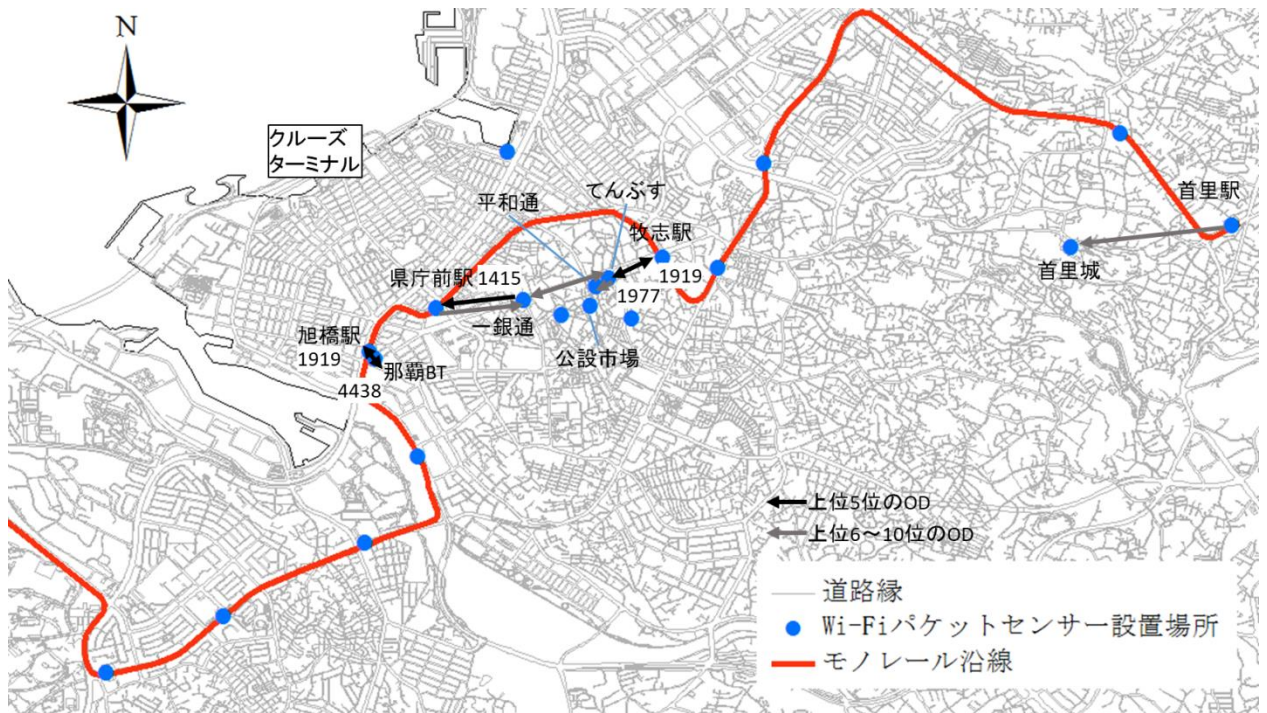 N
クルーズ
ターミナル
平和通
てんぶす
牧志駅
首里駅
県庁前駅
1415
1919
首里城
1977
一銀通
旭橋駅
1919
公設市場
那覇BT
4438
上位5位のOD
上位6～10位のOD
道路縁
Wi-Fiパケットセンサー設置場所
モノレール沿線